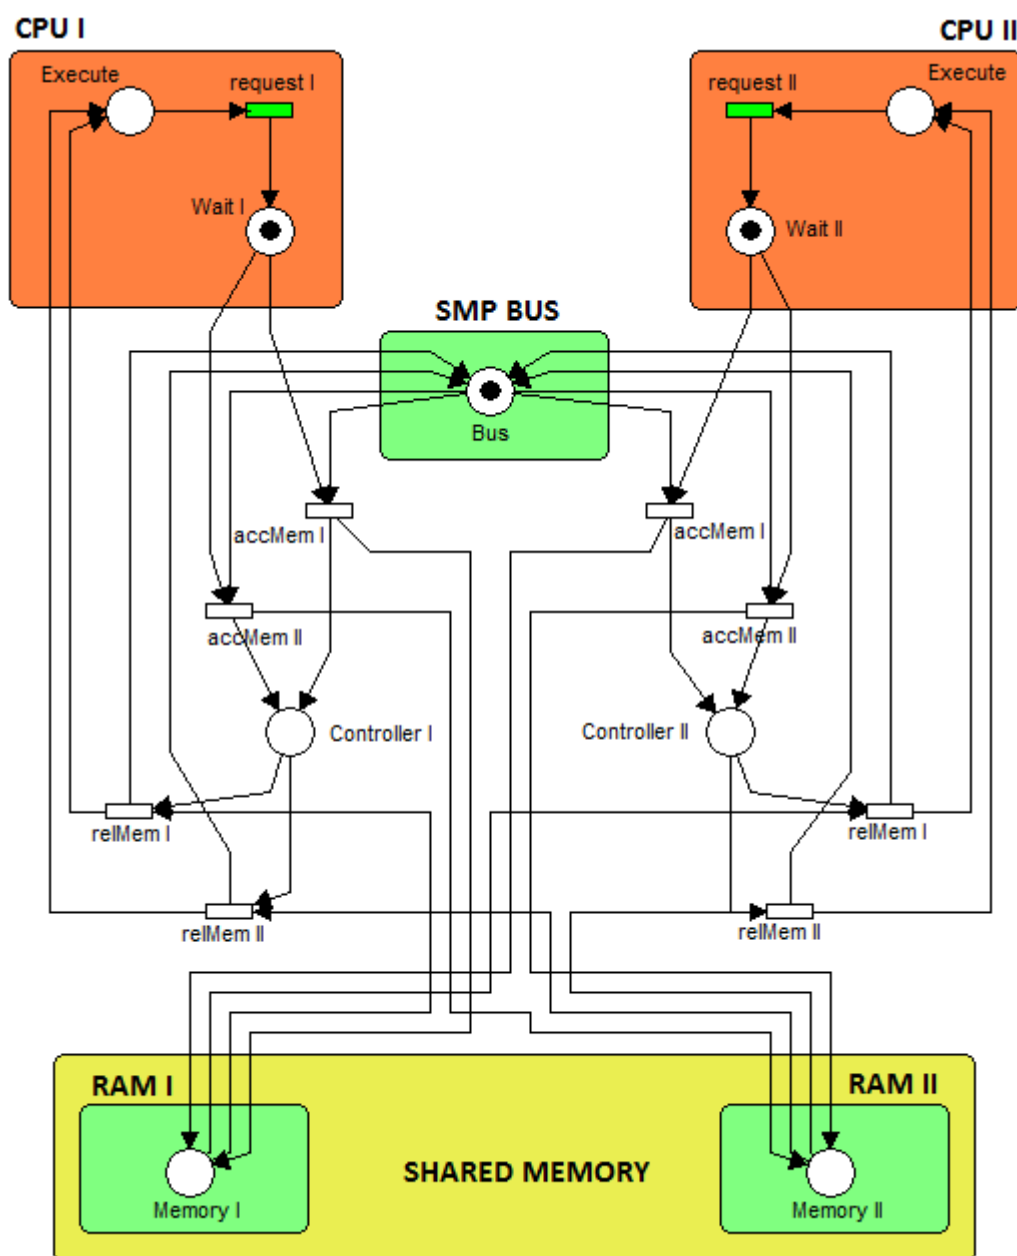 CPU I
CPU II
Execute
request I
request II
Execute
Wait I
Wait II
SMP BUS
Bus
accMem I
accMem I
accMem II
accMem II
Controller I
Controller II
relMem I
relMem I
relMem II
relMem II
RAM I
RAM II
SHARED MEMORY
Memory I
Memory II